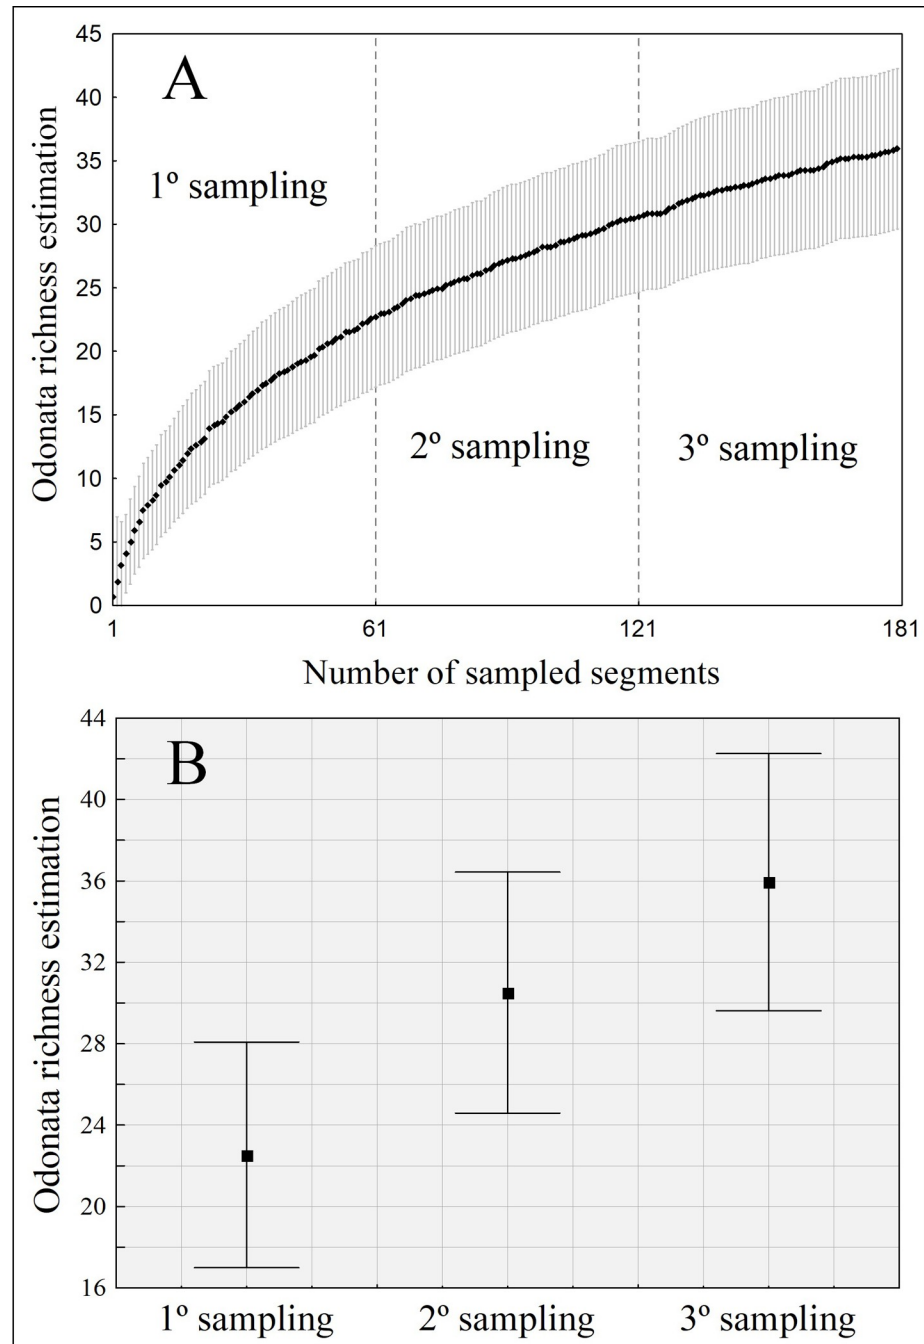 A
Odonata richness estimation
45
40
35
30
25
20
15
10
5
0
1º sampling
2º sampling
3º sampling
1
61
121
181
Number of sampled segments
B
Odonata richness estimation
44
40
36
32
28
24
20
16
1º sampling
2º sampling
3º sampling